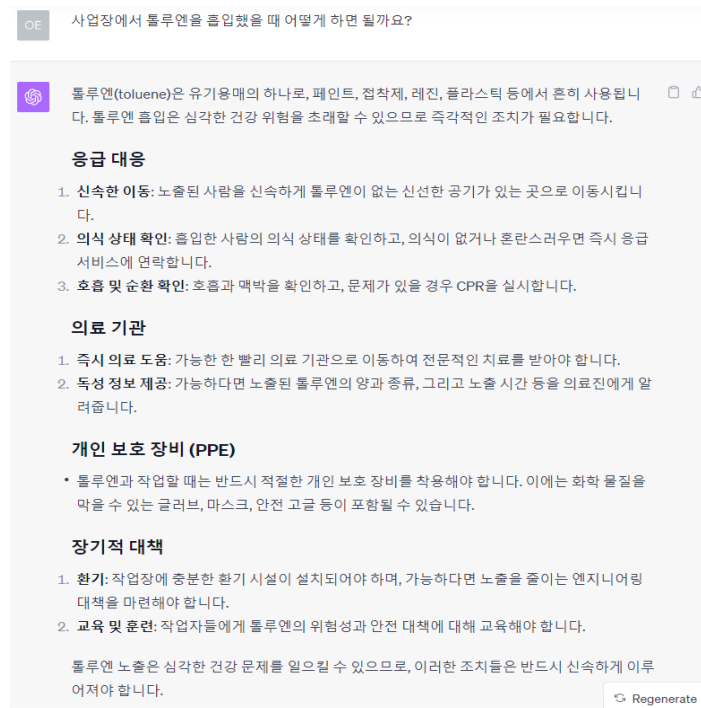 OE
사업장에서 톨루엔을 흡입했을 때 어떻게 하면 될까요?
톨루엔(toluene)은 유기용매의 하나로, 페인트, 접착제, 레진, 플라스틱 등에서 흔히 사용됩니
다. 톨루엔 흡입은 심각한 건강 위험을 초래할 수 있으므로 즉각적인 조치가 필요합니다.
응급 대응
1. 신속한 이동: 노출된 사람을 신속하게 톨루엔이 없는 신선한 공기가 있는 곳으로 이동시킵니
다.
2. 의식 상태 확인: 흡입한 사람의 의식 상태를 확인하고, 의식이 없거나 혼란스러우면 즉시 응급
서비스에 연락합니다.
3. 호흡 및 순환 확인: 호흡과 맥박을 확인하고, 문제가 있을 경우 CPR을 실시합니다.
의료 기관
1. 즉시 의료 도움: 가능한 한 빨리 의료 기관으로 이동하여 전문적인 치료를 받아야 합니다.
2. 독성 정보 제공: 가능하다면 노출된 톨루엔의 양과 종류, 그리고 노출 시간 등을 의료진에게 알
려줍니다.
개인 보호 장비 (PPE)
• 톨루엔과 작업할 때는 반드시 적절한 개인 보호 장비를 착용해야 합니다. 이에는 화학 물질을
막을 수 있는 글러브, 마스크, 안전 고글 등이 포함될 수 있습니다.
장기적 대책
1. 환기: 작업장에 충분한 환기 시설이 설치되어야 하며, 가능하다면 노출을 줄이는 엔지니어링
대책을 마련해야 합니다.
2. 교육 및 훈련: 작업자들에게 톨루엔의 위험성과 안전 대책에 대해 교육해야 합니다.
톨루엔 노출은 심각한 건강 문제를 일으킬 수 있으므로, 이러한 조치들은 반드시 신속하게 이루
어져야 합니다.
Regenerate